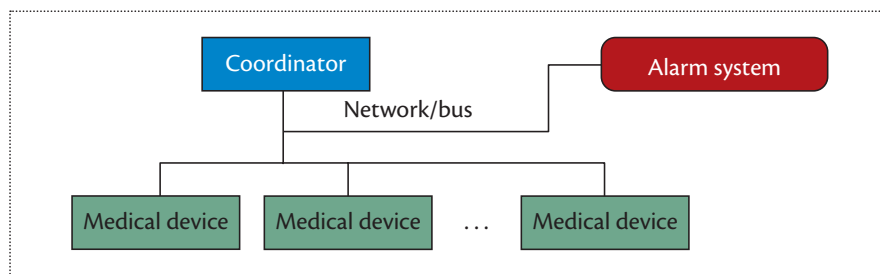 Coordinator
Alarm system
Network/bus
Medical device
Medical device
...
Medical device